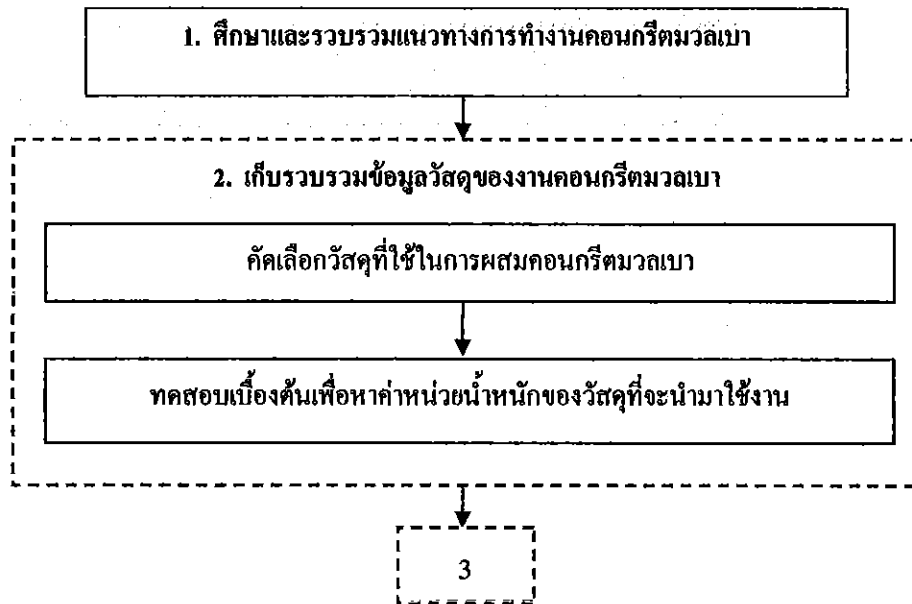 1. ศึกษาและรวบรวมแนวทางการทำงานคอนกรีตมวลเบา
2. เก็บรวบรวมข้อมูลวัสดุของงานคอนกรีตมวลเบา
คัดเลือกวัสดุที่ใช้ในการผสมคอนกรีตมวลเบา
ทดสอบเบื้องต้นเพื่อหาค่าหน่วยน้ำหนักของวัสดุที่จะนำมาใช้งาน
3